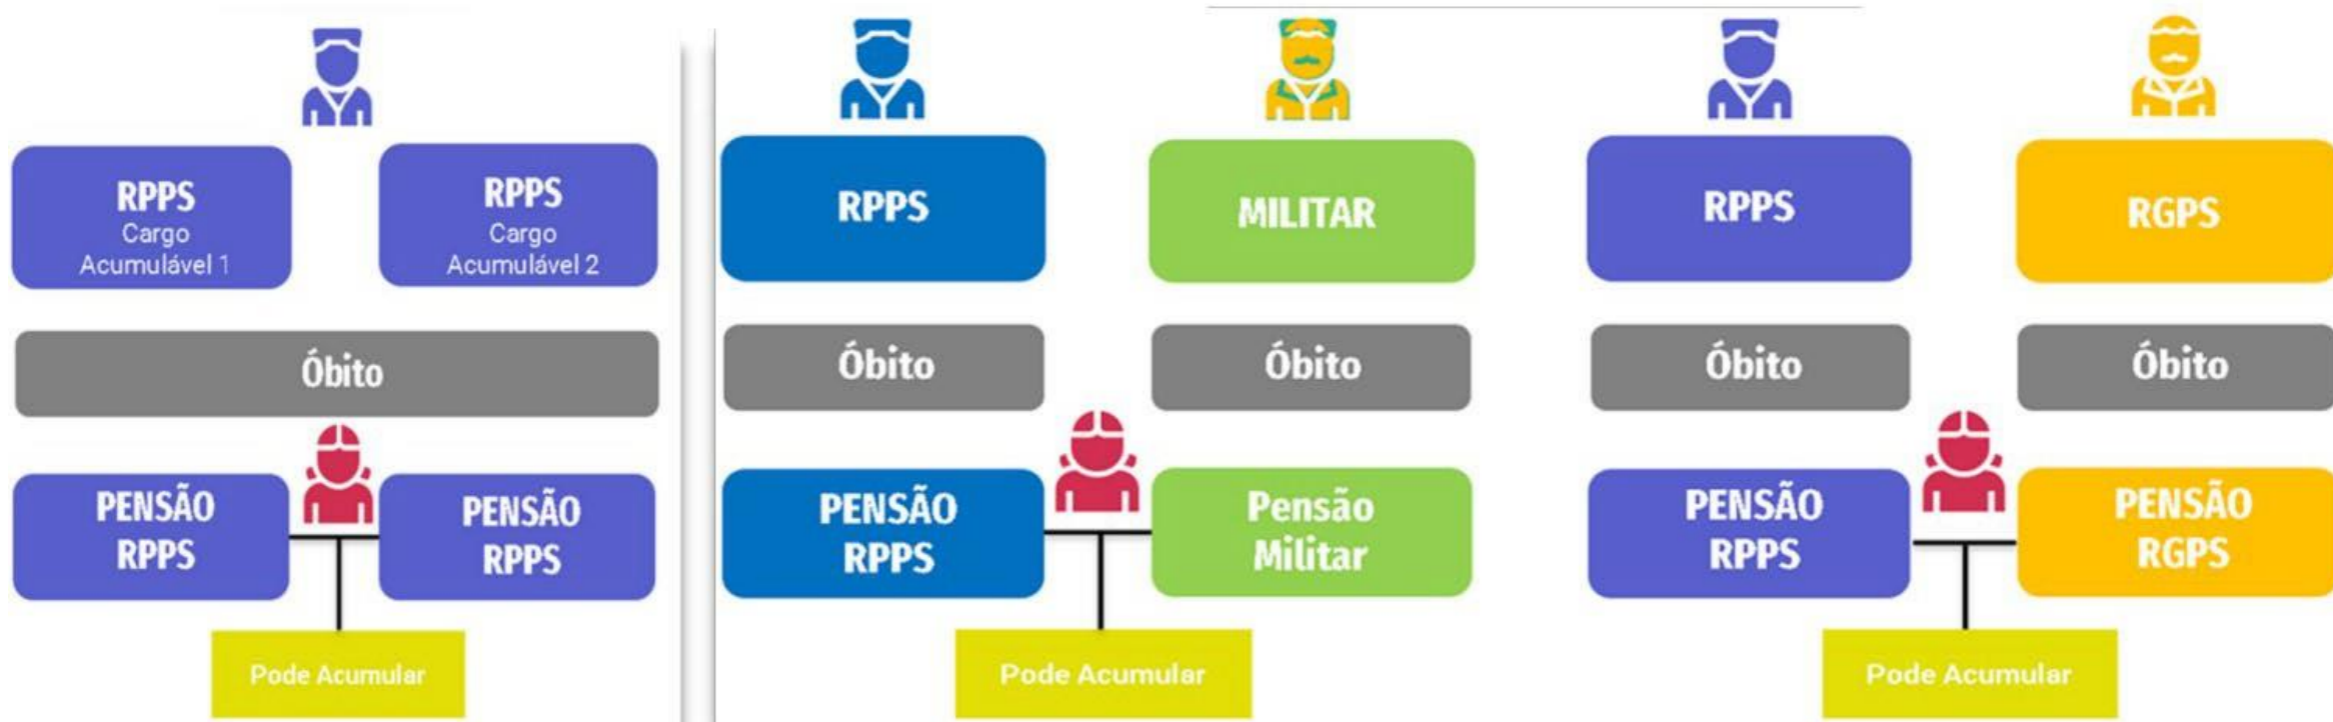 RPPS
Cargo
Acumulável 1
RPPS
Cargo
Acumulável 2
Óbito
PENSÃO
RPPS
PENSÃO
RPPS
Pode Acumular
RPPS
MILITAR
Óbito
Óbito
PENSÃO
RPPS
Pensão
Militar
Pode Acumular
RPPS
RGPS
Óbito
Óbito
PENSÃO
RPPS
PENSÃO
RGPS
Pode Acumular